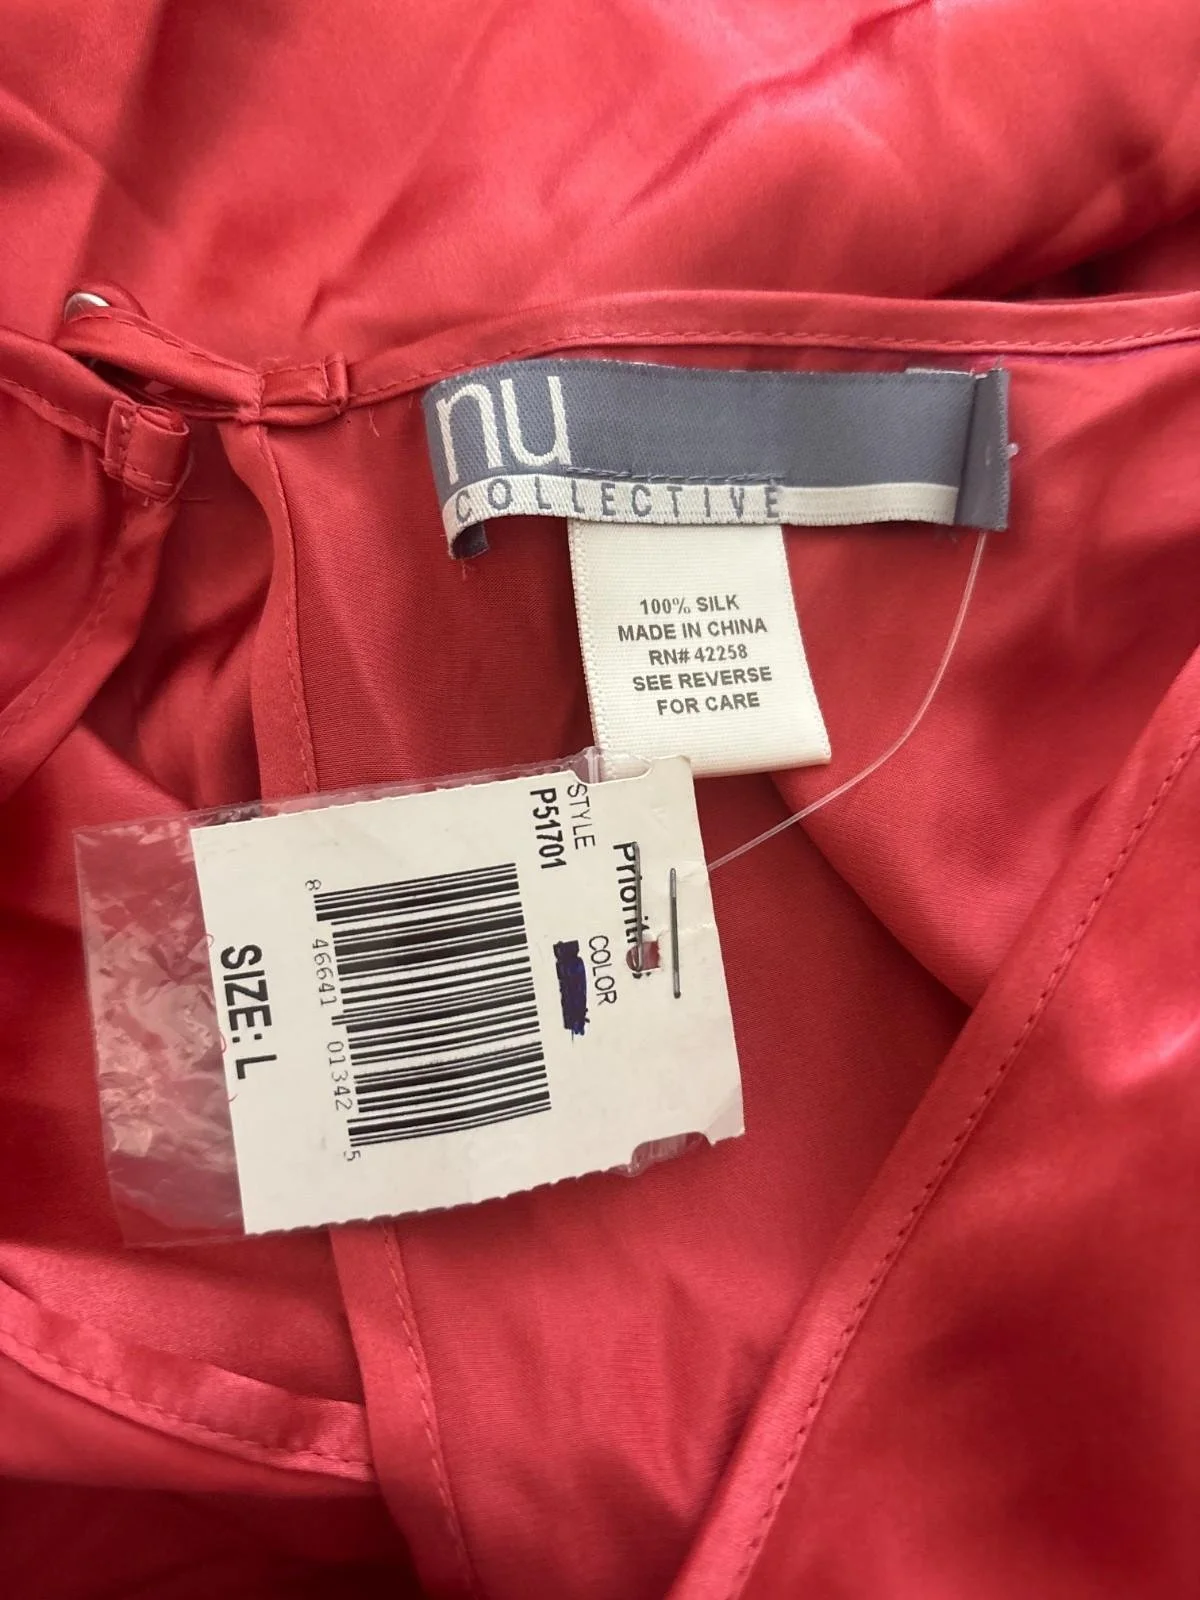 nu
COLLECTIVE
100% SILK
MADE IN CHINA
RN# 42258
SEE REVERSE
FOR CARE
STYLE
P51701
COLOR
SIZE: L
8 46641 01342 5